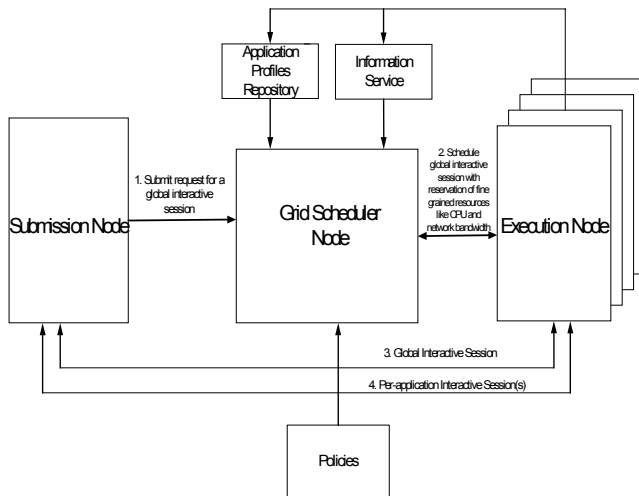 Application
Profiles
Repository
Information
Service
1. Submit request for a
global interactive
session
2. Schedule
global interactive
session with
reservation of fine
grained resources
like CPU and
network bandwidth
Submission Node
Grid Scheduler
Node
Execution Node
3. Global Interactive Session
4. Per-application Interactive Session(s)
Policies